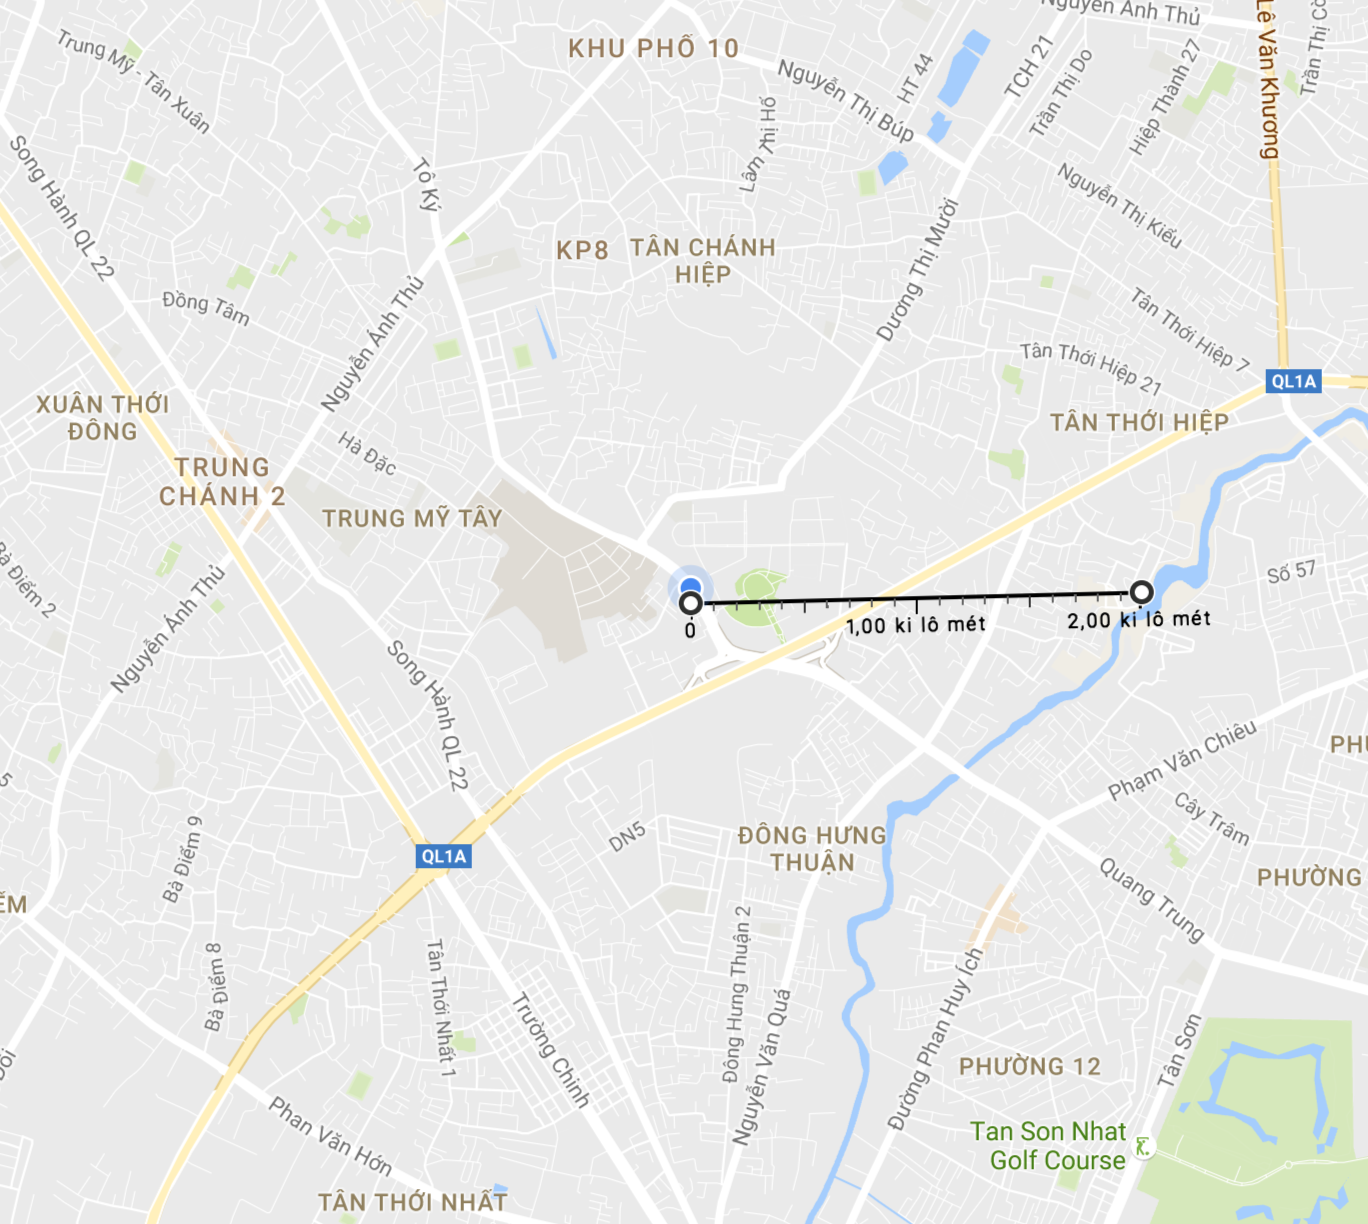 Nguyễn Ảnh Thủ
Lê Văn Khương
KHU PHỐ 10
Trung Mỹ - Tân Xuân
Nguyễn Thị Búp
HT 44
TCH 21
Trần Thị Do
Hiệp Thành 27
Lâm Thị Hố
Song Hành QL 22
Tô Ký
Nguyễn Thị Kiểu
KP8
TÂN CHÁNH
HIỆP
Dương Thị Mười
Đồng Tâm
Nguyễn Ảnh Thủ
Tân Thới Hiệp 7
Tân Thới Hiệp 21
QL1A
XUÂN THỚI
ĐÔNG
TÂN THỚI HIỆP
Hà Đặc
TRUNG
CHÁNH 2
TRUNG MỸ TÂY
Bà Điểm 2
Số 57
Nguyễn Ảnh Thủ
0
1,00 ki lô mét
2,00 ki lô mét
Song Hành QL 22
Phạm Văn Chiêu
Cây Trâm
DN5
ĐÔNG HƯNG
THUẬN
QL1A
Bà Điểm 9
Quang Trung
PHƯỜNG
Bà Điểm 8
Tân Thới Nhất 1
Trường Chinh
Đông Hưng Thuận 2
Nguyễn Văn Quá
Đường Phan Huy Ích
PHƯỜNG 12
Tân Sơn
Phan Văn Hớn
Tan Son Nhat
Golf Course
TÂN THỚI NHẤT